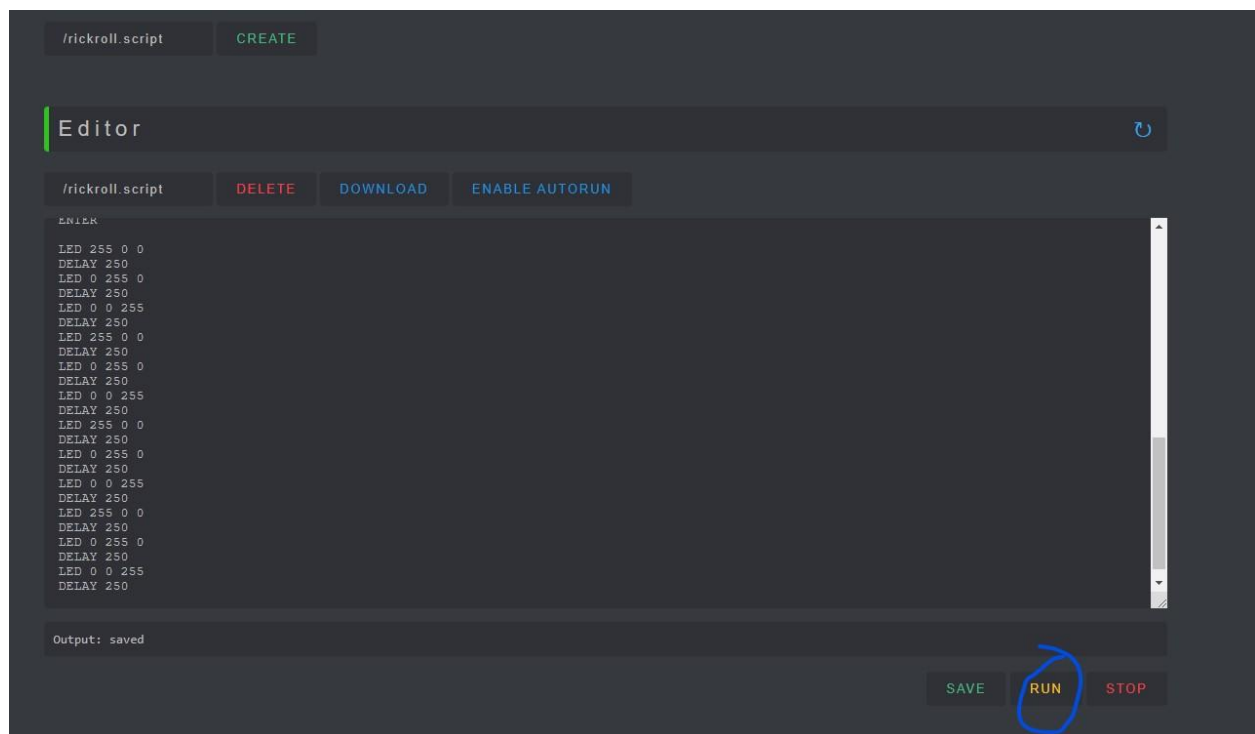 /rickroll.script CREATE
Editor
/rickroll.script DELETE DOWNLOAD ENABLE AUTORUN
ENTER
LED 255 0 0
DELAY 250
LED 0 255 0
DELAY 250
LED 0 0 255
DELAY 250
LED 255 0 0
DELAY 250
LED 0 255 0
DELAY 250
LED 0 0 255
DELAY 250
LED 255 0 0
DELAY 250
LED 0 255 0
DELAY 250
LED 0 0 255
DELAY 250
LED 255 0 0
DELAY 250
LED 0 255 0
DELAY 250
LED 0 0 255
DELAY 250
Output: saved
SAVE RUN STOP